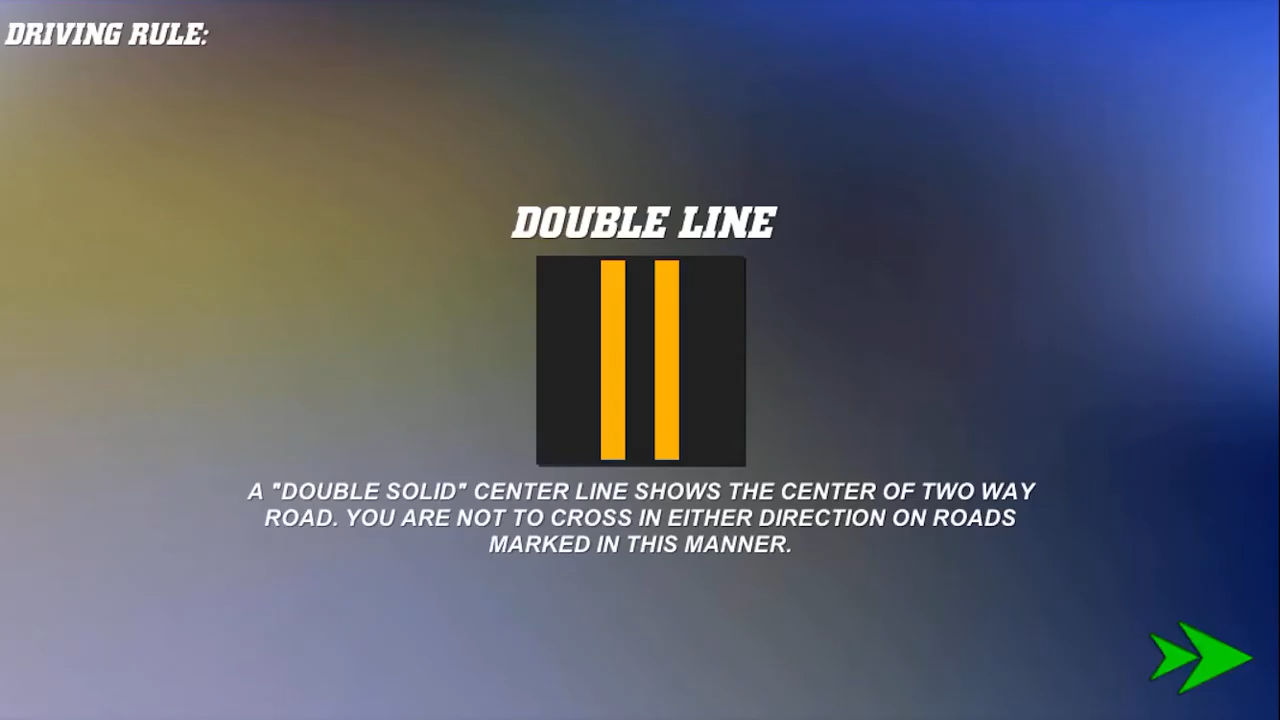 DRIVING RULE:
DOUBLE LINE
A "DOUBLE SOLID" CENTER LINE SHOWS THE CENTER OF TWO WAY
ROAD. YOU ARE NOT TO CROSS IN EITHER DIRECTION ON ROADS
MARKED IN THIS MANNER.